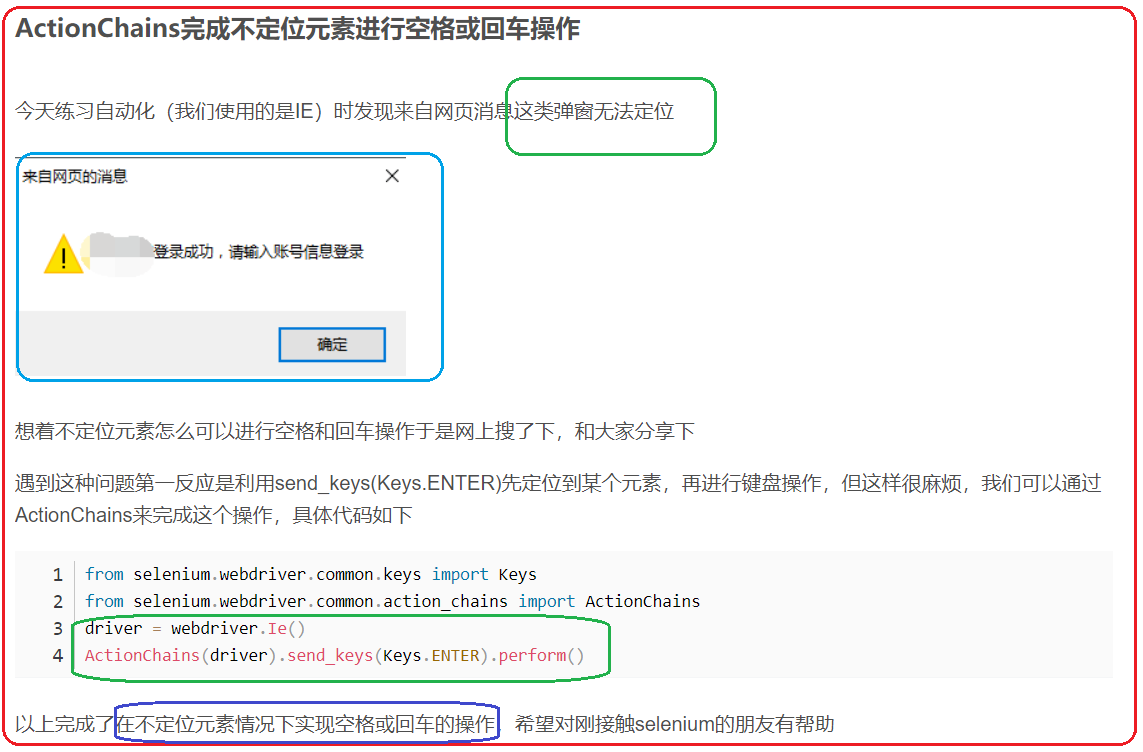 ActionChains完成不定位元素进行空格或回车操作
今天练习自动化（我们使用的是IE）时发现来自网页消息这类弹窗无法定位
来自网页的消息
登录成功，请输入账号信息登录
确定
想着不定位元素怎么可以进行空格和回车操作于是网上搜了下，和大家分享下
遇到这种问题第一反应是利用send_keys(Keys.ENTER)先定位到某个元素，再进行键盘操作，但这样很麻烦，我们可以通过
ActionChains来完成这个操作，具体代码如下
1 from selenium.webdriver.common.keys import Keys
2 from selenium.webdriver.common.action_chains import ActionChains
3 driver = webdriver.Ie()
4 ActionChains(driver).send_keys(Keys.ENTER).perform()
以上完成了在不定位元素情况下实现空格或回车的操作 希望对刚接触selenium的朋友有帮助